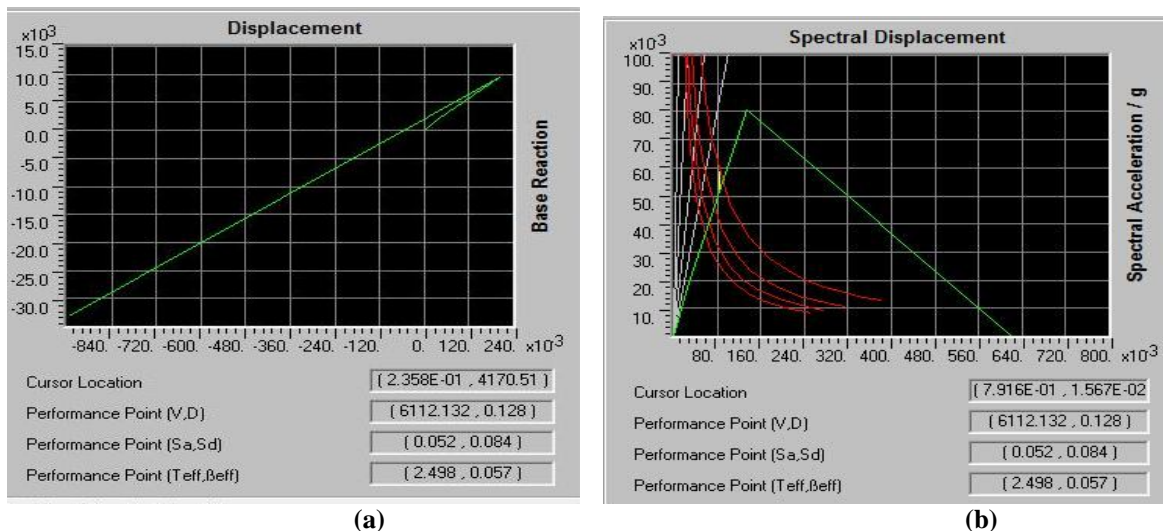 Displacement
x10³
15.0
10.0
5.0
0.0
-5.0
-10.0
-15.0
-20.0
-25.0
-30.0
-840. -720. -600. -480. -360. -240. -120. 0. 120. 240. x10⁻³
Base Reaction
Cursor Location ( 2.358E-01 , 4170.51 )
Performance Point (V,D) ( 6112.132 , 0.128 )
Performance Point (Sa,Sd) ( 0.052 , 0.084 )
Performance Point (Teff,βeff) ( 2.498 , 0.057 )
(a)
Spectral Displacement
x10⁻³
100.
90.
80.
70.
60.
50.
40.
30.
20.
10.
80. 160. 240. 320. 400. 480. 560. 640. 720. 800. x10⁻³
Spectral Acceleration / g
Cursor Location ( 7.916E-01 , 1.567E-02
Performance Point (V,D) ( 6112.132 , 0.128 )
Performance Point (Sa,Sd) ( 0.052 , 0.084 )
Performance Point (Teff,βeff) ( 2.498 , 0.057 )
(b)